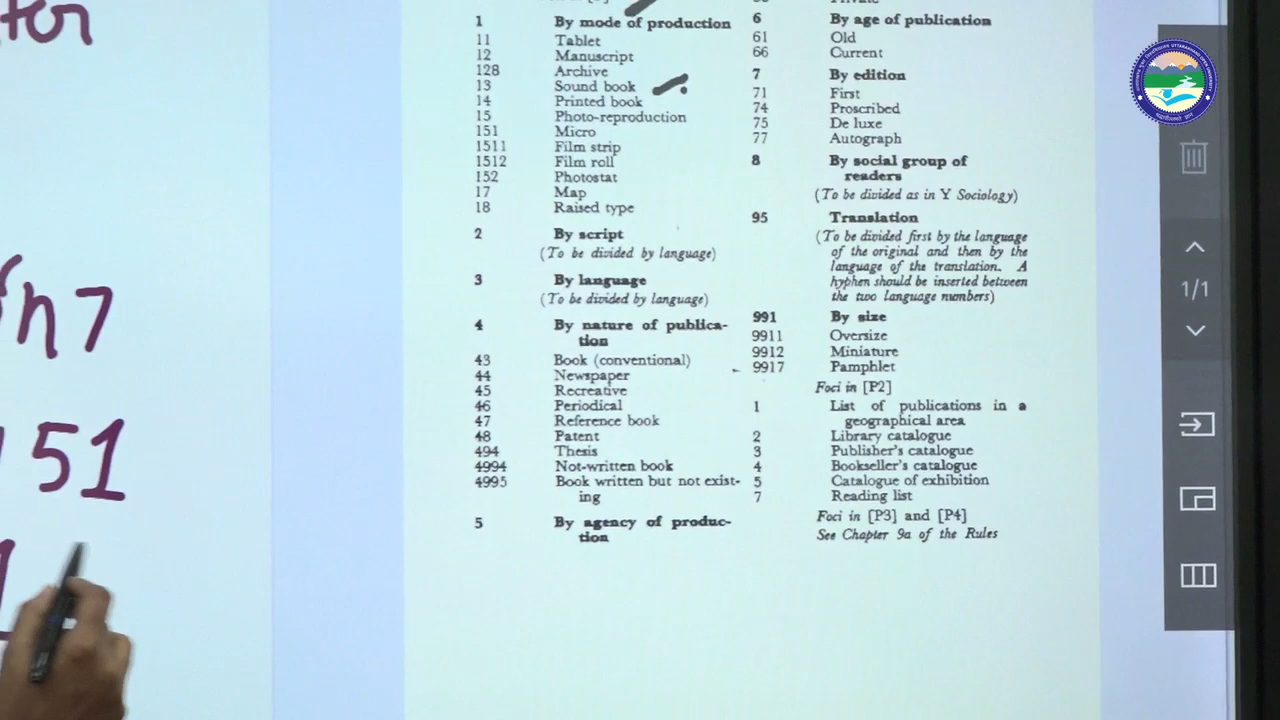 ter
n7
51
1 By mode of production
11 Tablet
12 Manuscript
128 Archive
13 Sound book
14 Printed book
15 Photo-reproduction
151 Micro
1511 Film strip
1512 Film roll
152 Photostat
17 Map
18 Raised type
2 By script
(To be divided by language)
3 By language
(To be divided by language)
4 By nature of publica-
tion
43 Book (conventional)
44 Newspaper
45 Recreative
46 Periodical
47 Reference book
48 Patent
494 Thesis
4994 Not-written book
4995 Book written but not exist-
ing
5 By agency of produc-
tion
6 By age of publication
61 Old
66 Current
7 By edition
71 First
74 Proscribed
75 De luxe
77 Autograph
8 By social group of
readers
(To be divided as in Y Sociology)
95 Translation
(To be divided first by the language
of the original and then by the
language of the translation. A
hyphen should be inserted between
the two language numbers)
991 By size
9911 Oversize
9912 Miniature
9917 Pamphlet
Foci in [P2]
1 List of publications in a
geographical area
2 Library catalogue
3 Publisher's catalogue
4 Bookseller's catalogue
5 Catalogue of exhibition
7 Reading list
Foci in [P3] and [P4]
See Chapter 9a of the Rules
1/1